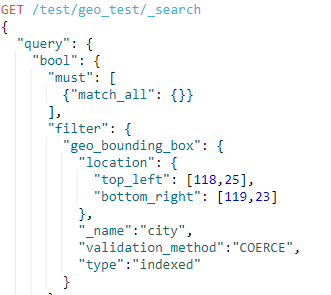 GET /test/geo_test/_search
{
  "query": {
    "bool": {
      "must": [
        {"match_all": {}}
      ],
      "filter": {
        "geo_bounding_box": {
          "location": {
            "top_left": [118,25],
            "bottom_right": [119,23]
          },
          "_name":"city",
          "validation_method":"COERCE",
          "type":"indexed"
        }
      }